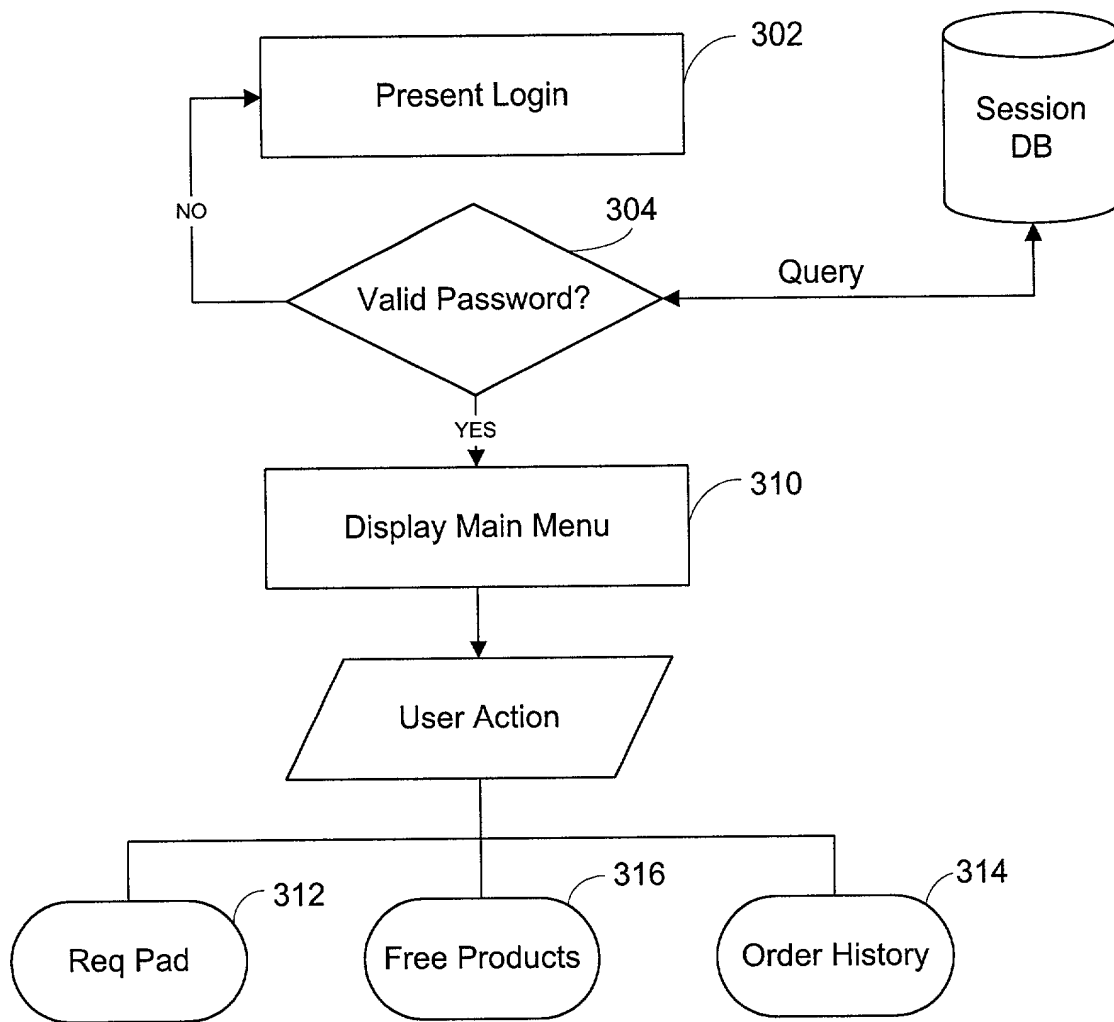 302
Present Login
Session
DB
NO
304
Valid Password?
Query
YES
310
Display Main Menu
User Action
312
316
314
Req Pad
Free Products
Order History